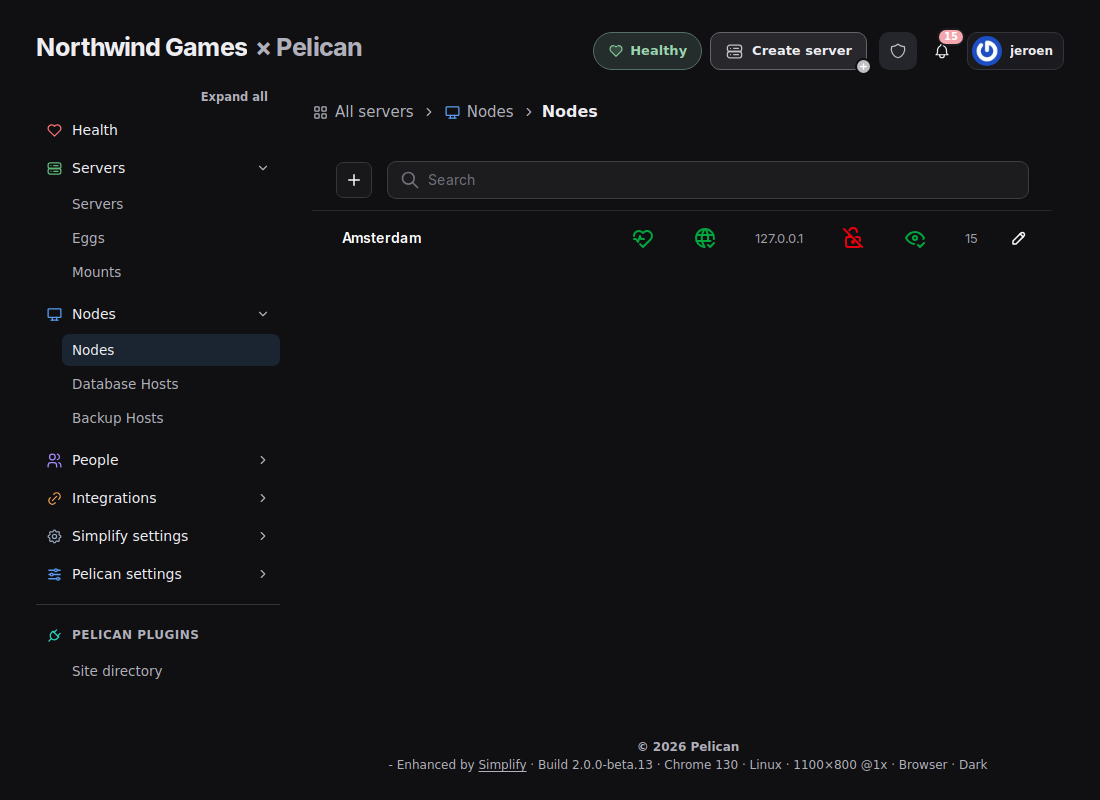 Northwind Games × Pelican
Healthy
Create server
15
jeroen
Expand all
Health
Servers
Servers
Eggs
Mounts
Nodes
Nodes
Database Hosts
Backup Hosts
People
Integrations
Simplify settings
Pelican settings
PELICAN PLUGINS
Site directory
All servers > Nodes > Nodes
Search
Amsterdam 127.0.0.1 15
© 2026 Pelican
- Enhanced by Simplify · Build 2.0.0-beta.13 · Chrome 130 · Linux · 1100×800 @1x · Browser · Dark